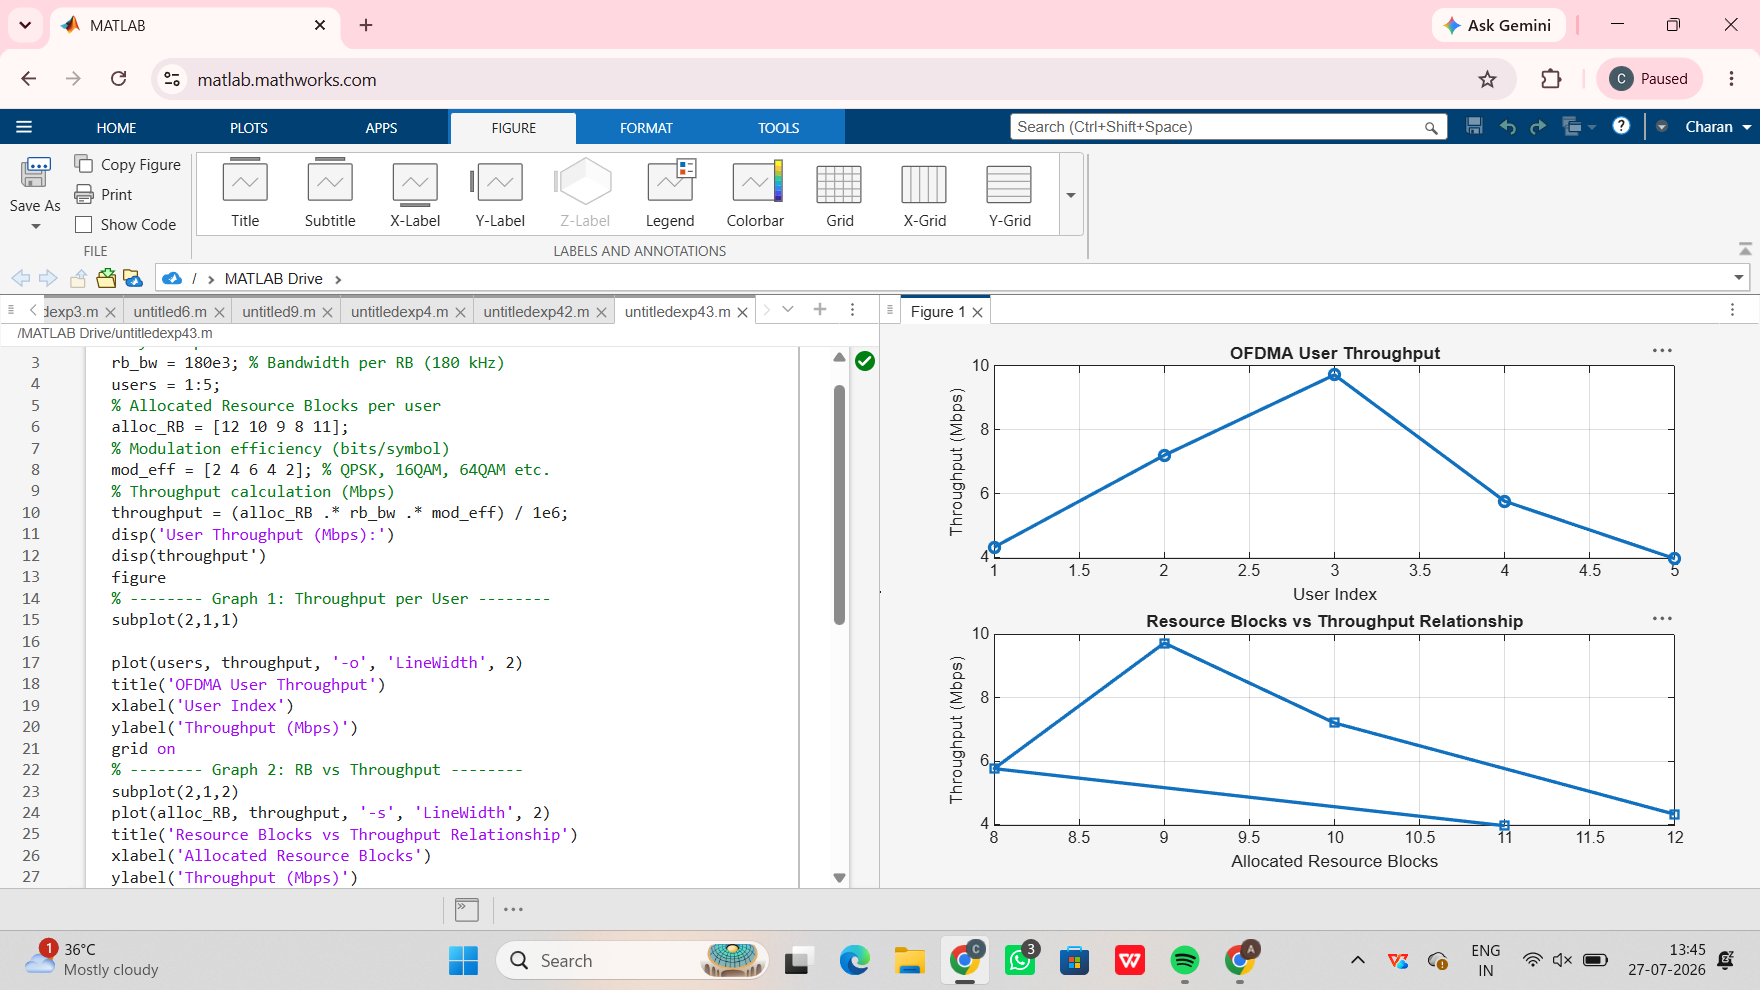 MATLAB
Ask Gemini
matlab.mathworks.com
C
Paused
HOME
PLOTS
APPS
FIGURE
FORMAT
TOOLS
Search (Ctrl+Shift+Space)
Charan
Save As
Copy Figure
Print
Show Code
FILE
Title
Subtitle
X-Label
Y-Label
Z-Label
Legend
Colorbar
Grid
X-Grid
Y-Grid
LABELS AND ANNOTATIONS
/ MATLAB Drive
dexp3.m
untitled6.m
untitled9.m
untitledexp4.m
untitledexp42.m
untitledexp43.m
/MATLAB Drive/untitledexp43.m
3 rb_bw = 180e3; % Bandwidth per RB (180 kHz)
4 users = 1:5;
5 % Allocated Resource Blocks per user
6 alloc_RB = [12 10 9 8 11];
7 % Modulation efficiency (bits/symbol)
8 mod_eff = [2 4 6 4 2]; % QPSK, 16QAM, 64QAM etc.
9 % Throughput calculation (Mbps)
10 throughput = (alloc_RB .* rb_bw .* mod_eff) / 1e6;
11 disp('User Throughput (Mbps):')
12 disp(throughput')
13 figure
14 % -------- Graph 1: Throughput per User --------
15 subplot(2,1,1)
16
17 plot(users, throughput, '-o', 'LineWidth', 2)
18 title('OFDMA User Throughput')
19 xlabel('User Index')
20 ylabel('Throughput (Mbps)')
21 grid on
22 % -------- Graph 2: RB vs Throughput --------
23 subplot(2,1,2)
24 plot(alloc_RB, throughput, '-s', 'LineWidth', 2)
25 title('Resource Blocks vs Throughput Relationship')
26 xlabel('Allocated Resource Blocks')
27 ylabel('Throughput (Mbps)')
Figure 1
OFDMA User Throughput
Throughput (Mbps)
10
8
6
4
1 1.5 2 2.5 3 3.5 4 4.5 5
User Index
Resource Blocks vs Throughput Relationship
Throughput (Mbps)
10
8
6
4
8 8.5 9 9.5 10 10.5 11 11.5 12
Allocated Resource Blocks
1
36°C
Mostly cloudy
Search
C
3
A
ENG
IN
13:45
27-07-2026